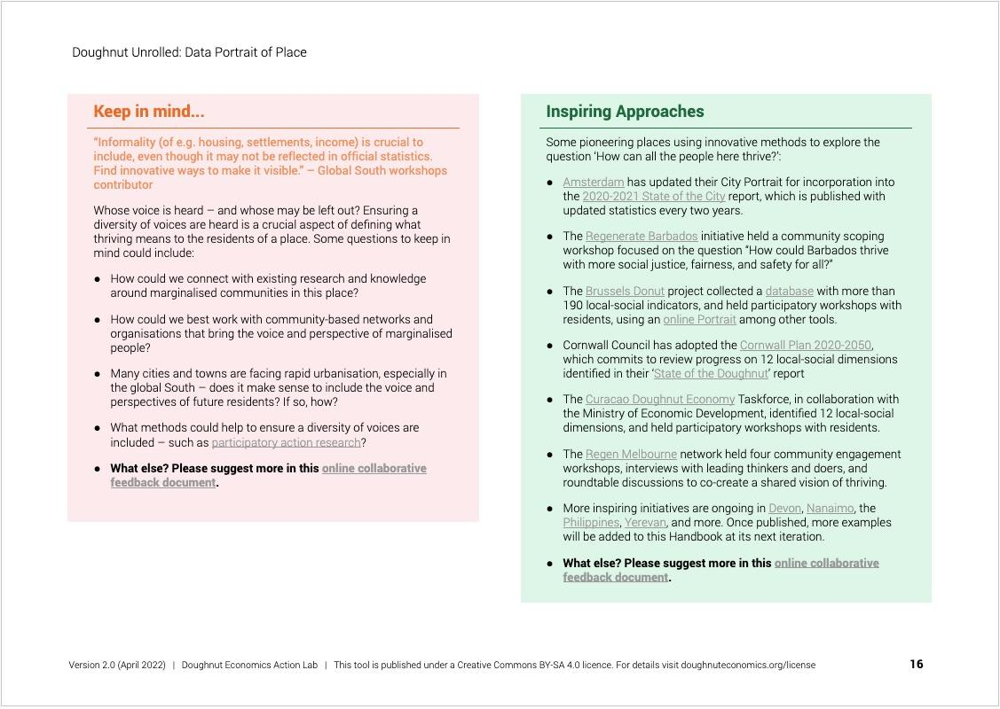 Doughnut Unrolled: Data Portrait of Place
Keep in mind...
“Informality (of e.g. housing, settlements, income) is crucial to
include, even though it may not be reflected in official statistics.
Find innovative ways to make it visible.” – Global South workshops
contributor
Whose voice is heard – and whose may be left out? Ensuring a
diversity of voices are heard is a crucial aspect of defining what
thriving means to the residents of a place. Some questions to keep in
mind could include:
● How could we connect with existing research and knowledge
around marginalised communities in this place?
● How could we best work with community-based networks and
organisations that bring the voice and perspective of marginalised
people?
● Many cities and towns are facing rapid urbanisation, especially in
the global South – does it make sense to include the voice and
perspectives of future residents? If so, how?
● What methods could help to ensure a diversity of voices are
included – such as participatory action research?
● What else? Please suggest more in this online collaborative
feedback document.
Inspiring Approaches
Some pioneering places using innovative methods to explore the
question ‘How can all the people here thrive?’:
● Amsterdam has updated their City Portrait for incorporation into
the 2020-2021 State of the City report, which is published with
updated statistics every two years.
● The Regenerate Barbados initiative held a community scoping
workshop focused on the question “How could Barbados thrive
with more social justice, fairness, and safety for all?”
● The Brussels Donut project collected a database with more than
190 local-social indicators, and held participatory workshops with
residents, using an online Portrait among other tools.
● Cornwall Council has adopted the Cornwall Plan 2020-2050,
which commits to review progress on 12 local-social dimensions
identified in their ‘State of the Doughnut’ report
● The Curacao Doughnut Economy Taskforce, in collaboration with
the Ministry of Economic Development, identified 12 local-social
dimensions, and held participatory workshops with residents.
● The Regen Melbourne network held four community engagement
workshops, interviews with leading thinkers and doers, and
roundtable discussions to co-create a shared vision of thriving.
● More inspiring initiatives are ongoing in Devon, Nanaimo, the
Philippines, Yerevan, and more. Once published, more examples
will be added to this Handbook at its next iteration.
● What else? Please suggest more in this online collaborative
feedback document.
Version 2.0 (April 2022) | Doughnut Economics Action Lab | This tool is published under a Creative Commons BY-SA 4.0 licence. For details visit doughnuteconomics.org/license
16